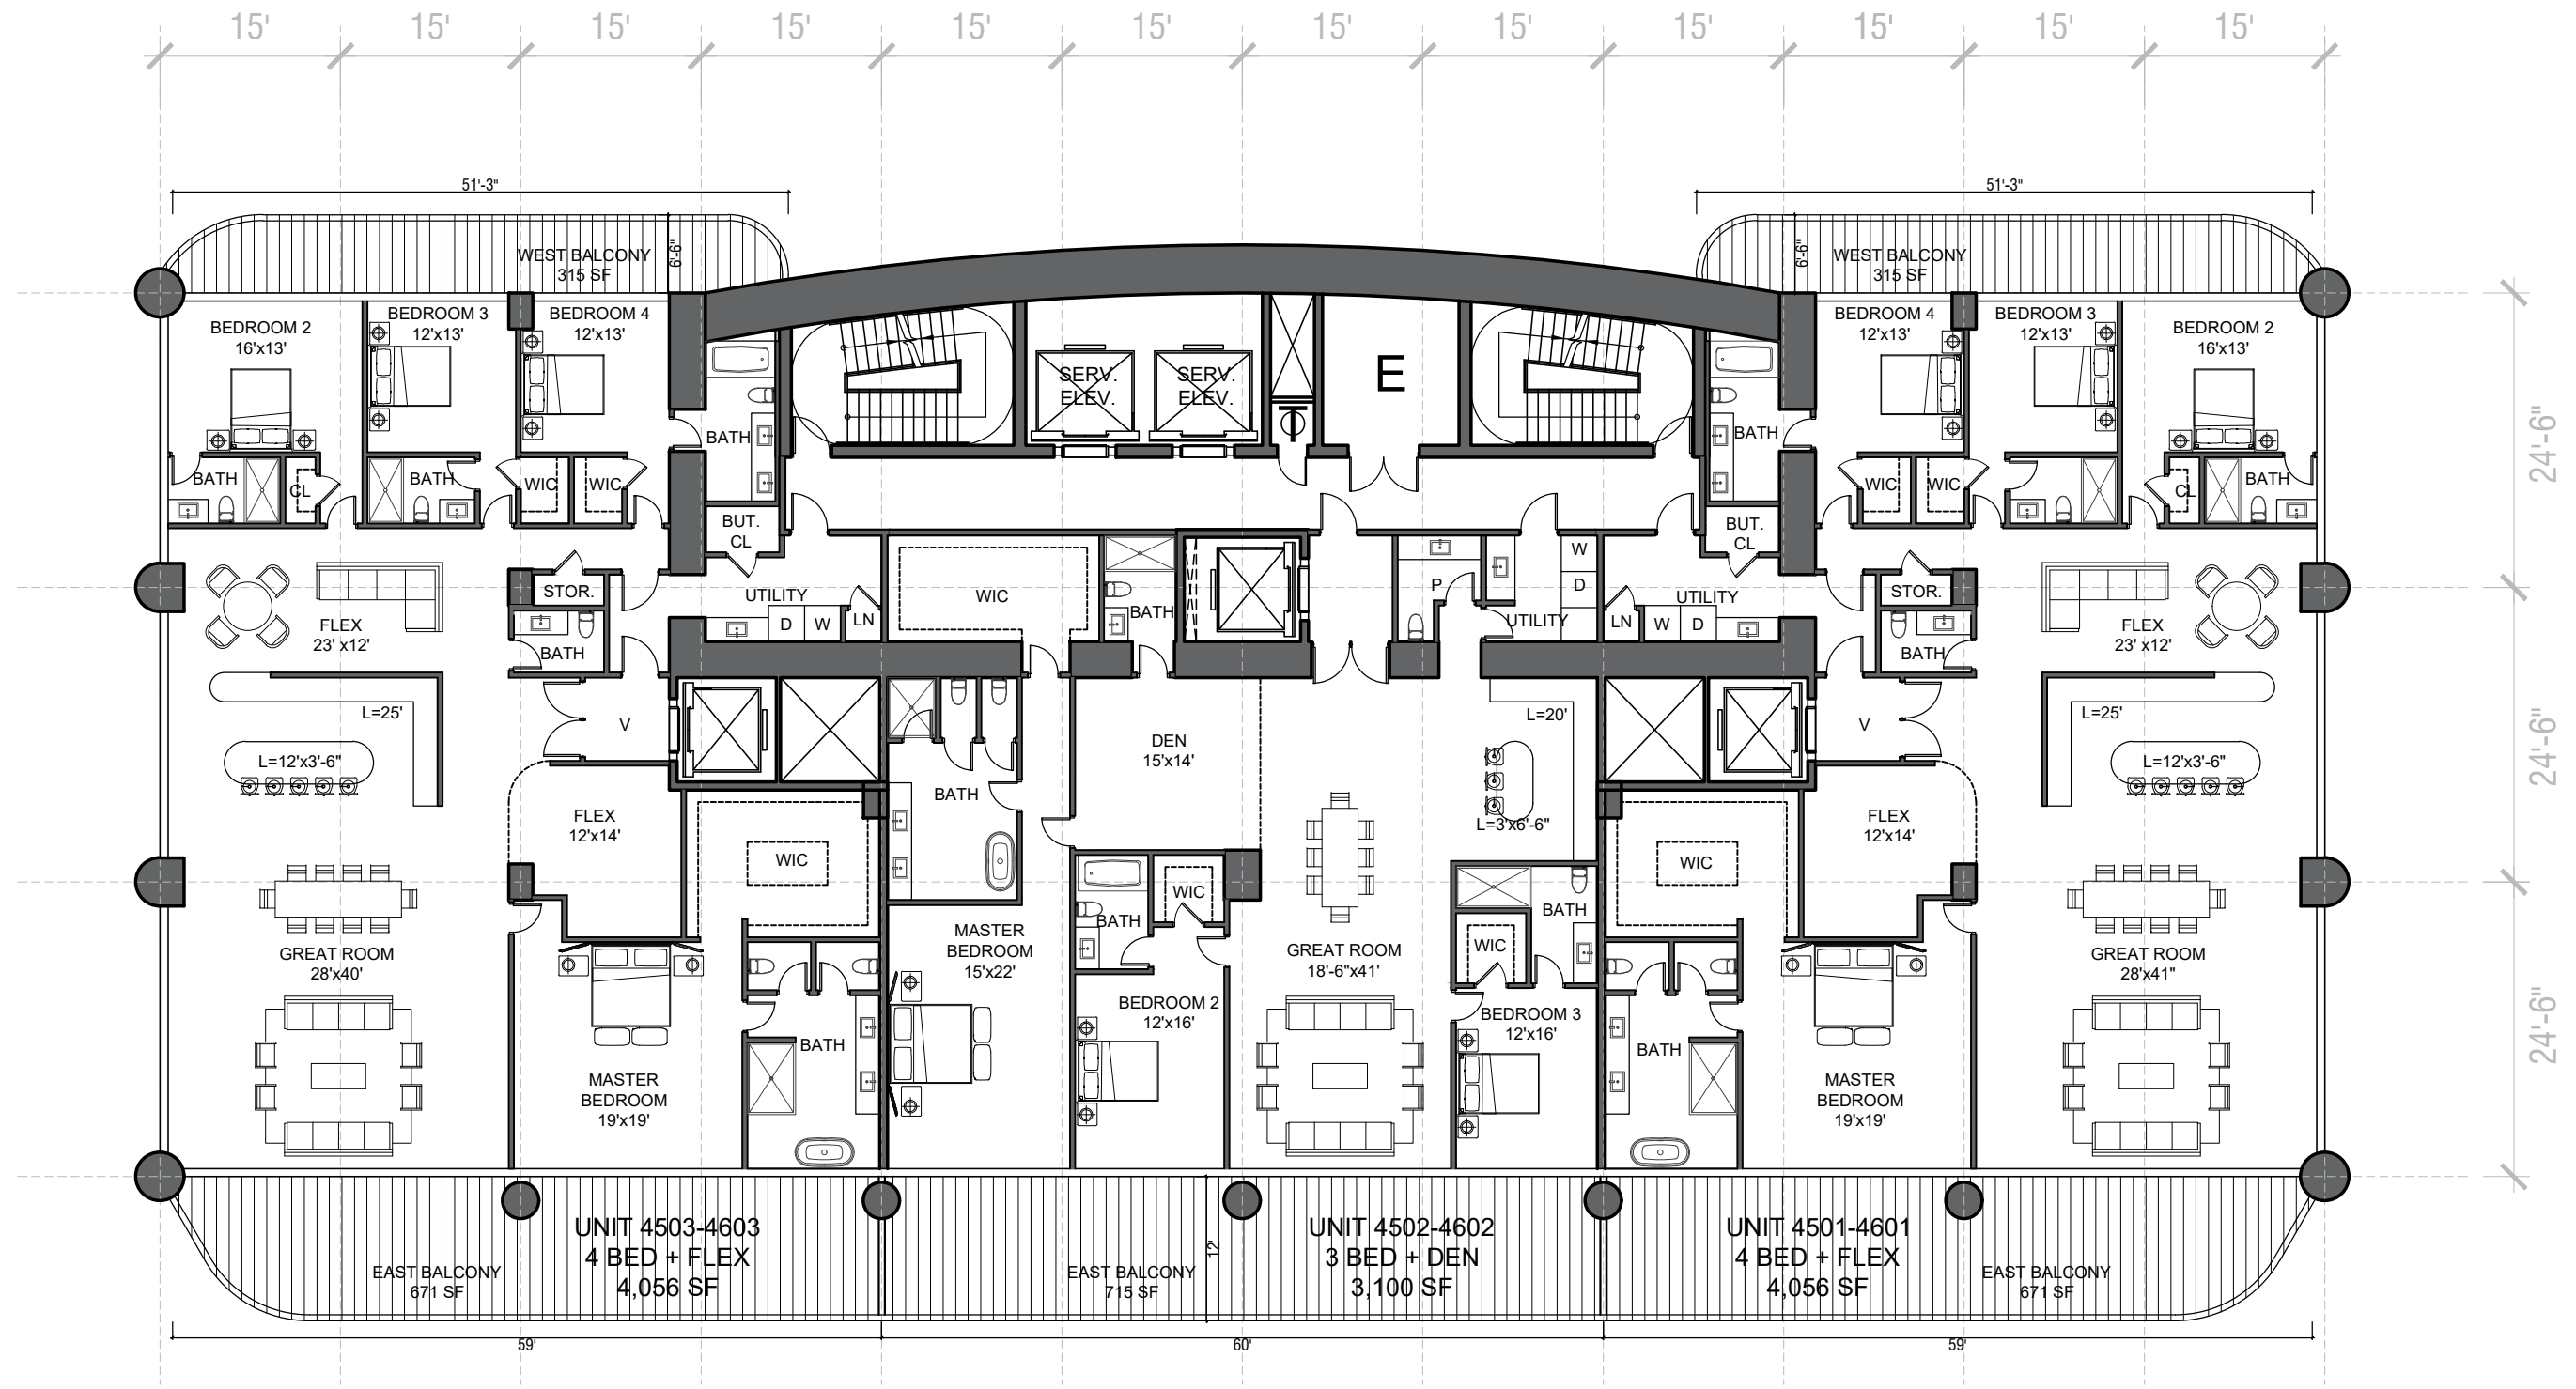 15'
15'
15'
15'
15'
15'
15'
15'
15'
15'
15'
15'
51'-3"
51'-3"
WEST BALCONY
315 SF
6'-6"
6'-6"
WEST BALCONY
315 SF
BEDROOM 2
16'x13'
BEDROOM 3
12'x13'
BEDROOM 4
12'x13'
SERV.
ELEV.
SERV.
ELEV.
E
T
BEDROOM 4
12'x13'
BEDROOM 3
12'x13'
BEDROOM 2
16'x13'
24'-6"
BATH
BATH
BATH
CL
BATH
WIC
WIC
WIC
WIC
CL
BATH
BUT.
CL
BUT.
CL
STOR.
UTILITY
D
W
LN
WIC
BATH
P
W
D
UTILITY
UTILITY
LN
W
D
STOR.
FLEX
23' x12'
BATH
BATH
FLEX
23' x12'
L=25'
V
DEN
15'x14'
L=20'
V
L=25'
24'-6"
L=12'x3'-6"
L=12'x3'-6"
FLEX
12'x14'
BATH
L=3'x6'-6"
FLEX
12'x14'
WIC
WIC
WIC
BATH
BATH
WIC
GREAT ROOM
28'x40'
MASTER
BEDROOM
15'x22'
GREAT ROOM
18'-6"x41'
GREAT ROOM
28'x41"
BEDROOM 2
12'x16'
BEDROOM 3
12'x16'
24'-6"
BATH
BATH
MASTER
BEDROOM
19'x19'
MASTER
BEDROOM
19'x19'
UNIT 4503-4603
4 BED + FLEX
4,056 SF
UNIT 4502-4602
3 BED + DEN
3,100 SF
UNIT 4501-4601
4 BED + FLEX
4,056 SF
12'
EAST BALCONY
671 SF
EAST BALCONY
715 SF
EAST BALCONY
671 SF
59'
60'
59'